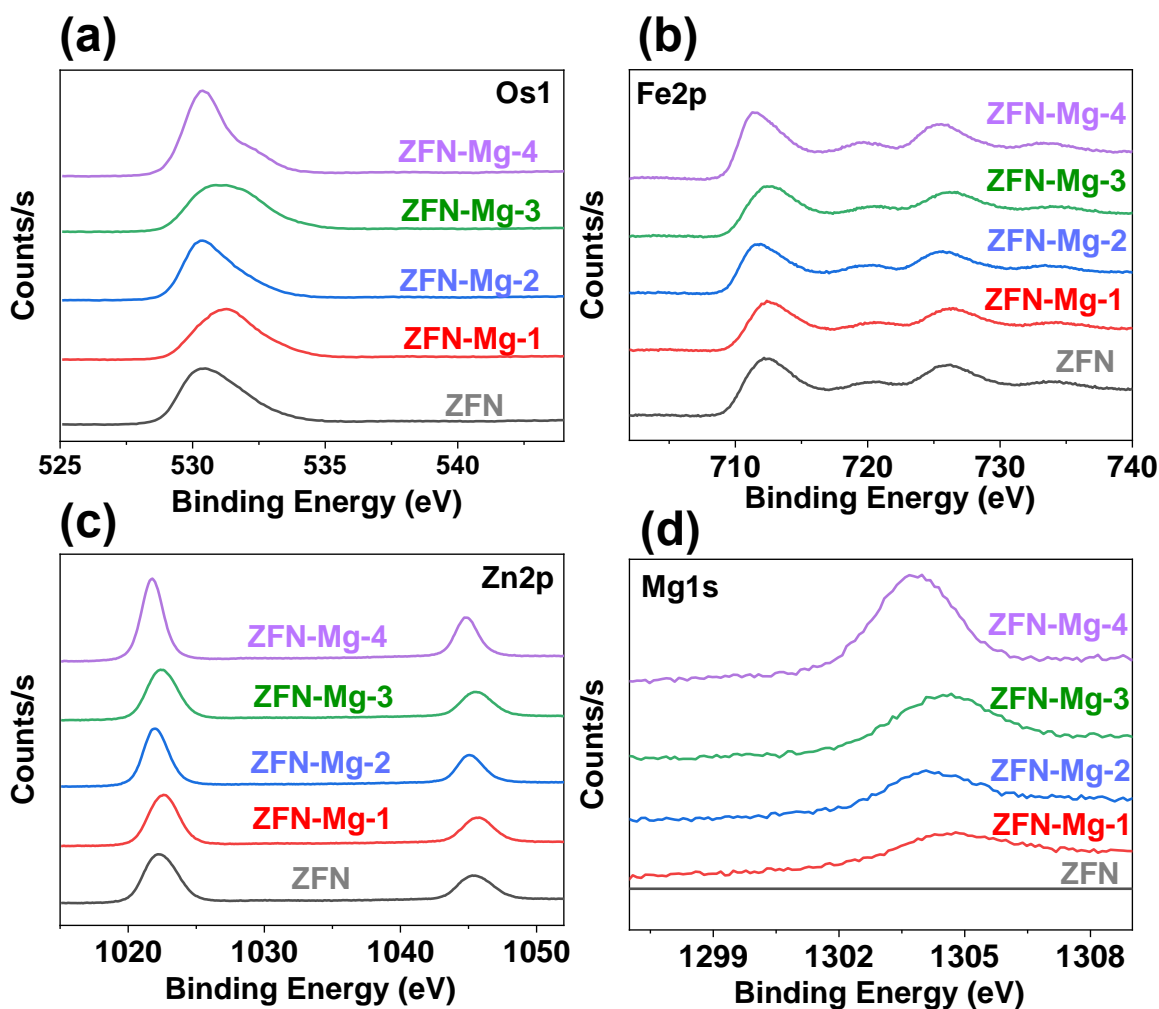 (a)
Os1
ZFN-Mg-4
ZFN-Mg-3
ZFN-Mg-2
ZFN-Mg-1
ZFN
Counts/s
525 530 535 540
Binding Energy (eV)
(b)
Fe2p
ZFN-Mg-4
ZFN-Mg-3
ZFN-Mg-2
ZFN-Mg-1
ZFN
Counts/s
710 720 730 740
Binding Energy (eV)
(c)
Zn2p
ZFN-Mg-4
ZFN-Mg-3
ZFN-Mg-2
ZFN-Mg-1
ZFN
Counts/s
1020 1030 1040 1050
Binding Energy (eV)
(d)
Mg1s
ZFN-Mg-4
ZFN-Mg-3
ZFN-Mg-2
ZFN-Mg-1
ZFN
Counts/s
1299 1302 1305 1308
Binding Energy (eV)